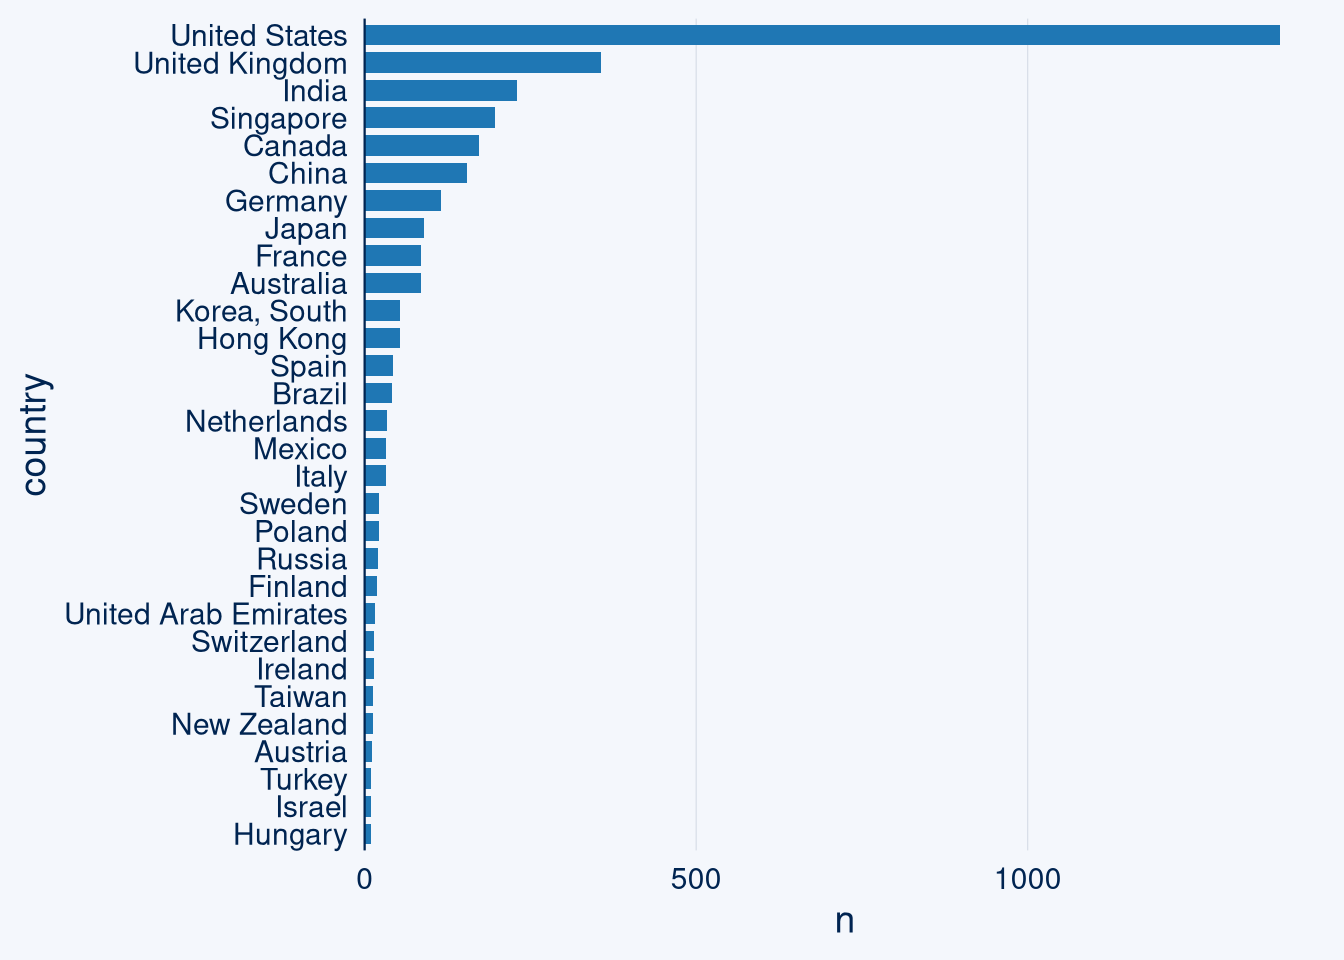 United States
United Kingdom
India
Singapore
Canada
China
Germany
Japan
France
Australia
Korea, South
Hong Kong
Spain
Brazil
Netherlands
Mexico
Italy
Sweden
Poland
Russia
Finland
United Arab Emirates
Switzerland
Ireland
Taiwan
New Zealand
Austria
Turkey
Israel
Hungary
country
0 500 1000
n